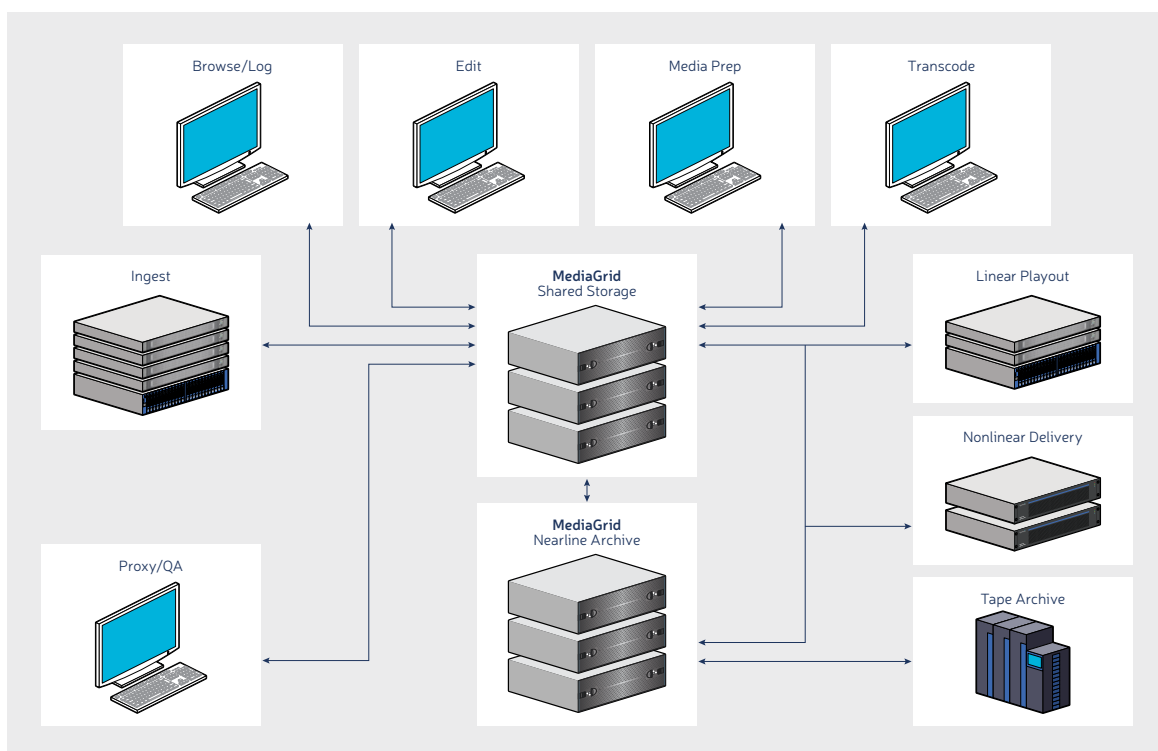 Browse/Log
Edit
Media Prep
Transcode
Ingest
MediaGrid
Shared Storage
Linear Playout
Nonlinear Delivery
MediaGrid
Nearline Archive
Proxy/QA
Tape Archive